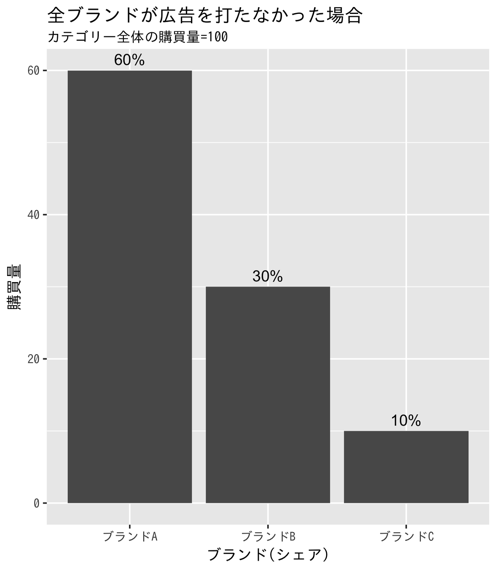 全ブランドが広告を打たなかった場合
カテゴリー全体の購買量=100
60%
30%
10%
60
40
20
0
購買量
ブランドA
ブランドB
ブランドC
ブランド(シェア)